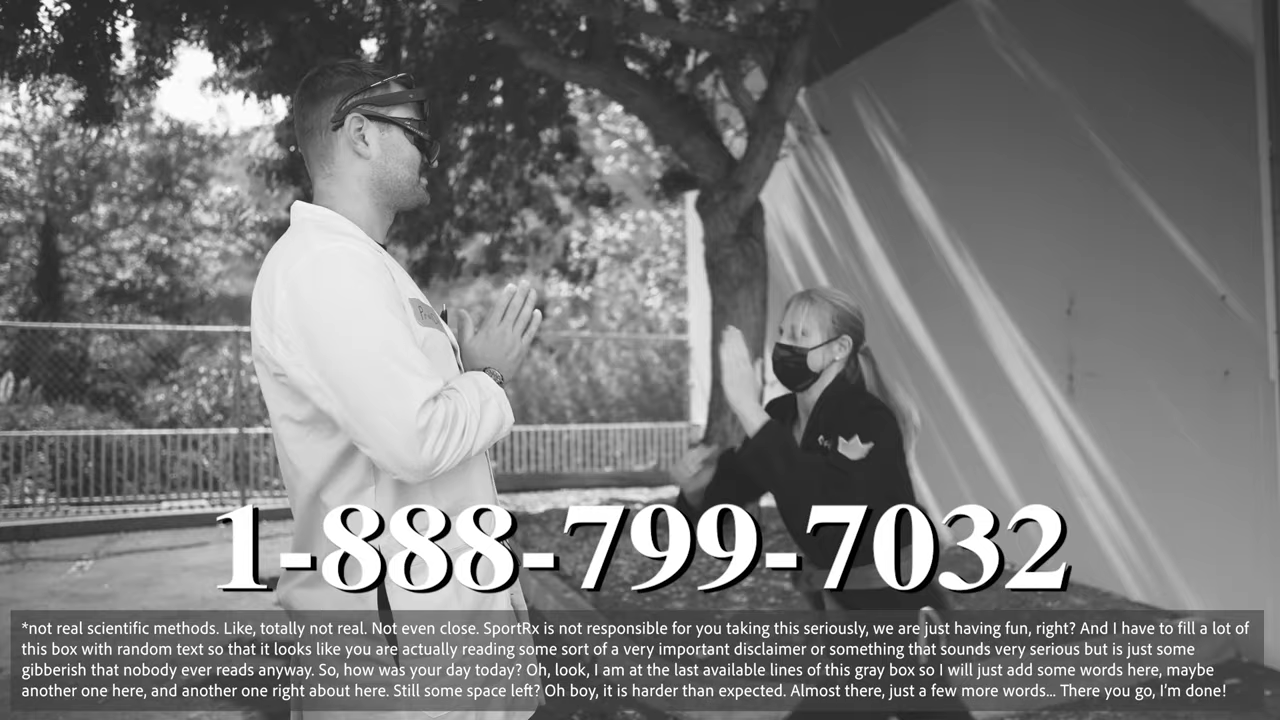 1-888-799-7032
*not real scientific methods. Like, totally not real. Not even close. SportRx is not responsible for you taking this seriously, we are just having fun, right? And I have to fill a lot of
this box with random text so that it looks like you are actually reading some sort of a very important disclaimer or something that sounds very serious but is just some
gibberish that nobody ever reads anyway. So, how was your day today? Oh, look, I am at the last available lines of this gray box so I will just add some words here, maybe
another one here, and another one right about here. Still some space left? Oh boy, it is harder than expected. Almost there, just a few more words... There you go, I'm done!